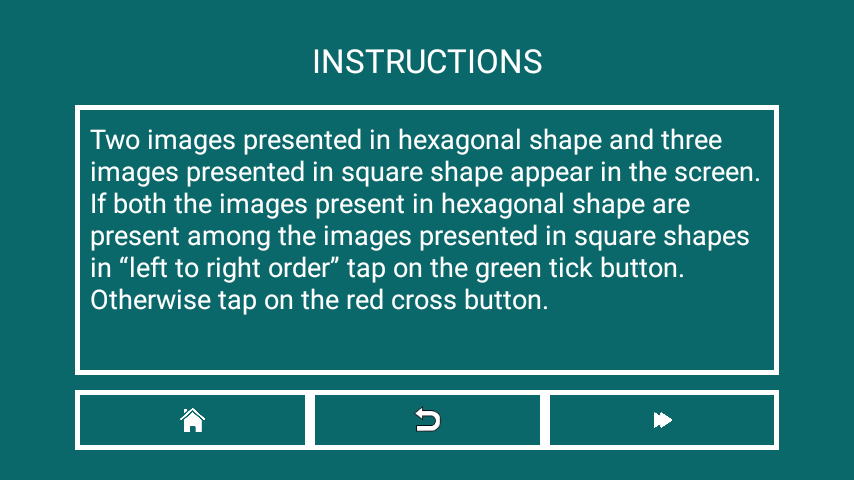 INSTRUCTIONS
Two images presented in hexagonal shape and three
images presented in square shape appear in the screen.
If both the images present in hexagonal shape are
present among the images presented in square shapes
in “left to right order” tap on the green tick button.
Otherwise tap on the red cross button.